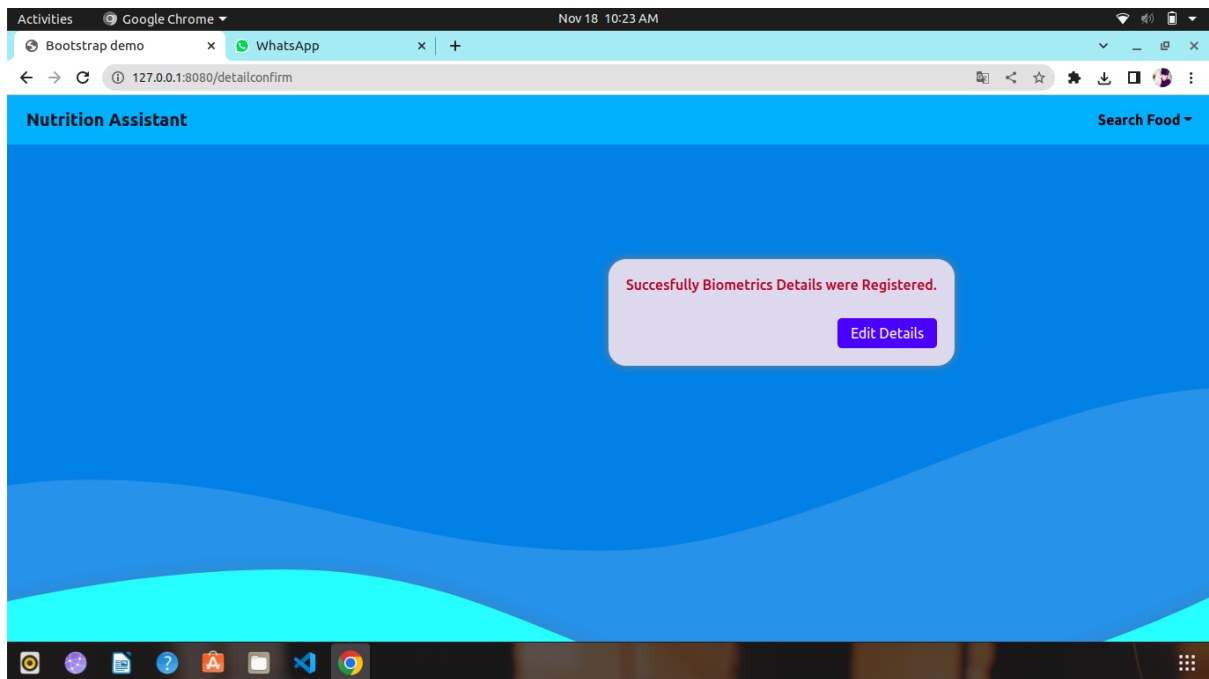 Activities Google Chrome Nov 18 10:23 AM
Bootstrap demo WhatsApp
127.0.0.1:8080/detailconfirm
Nutrition Assistant Search Food
Succesfully Biometrics Details were Registered.
Edit Details